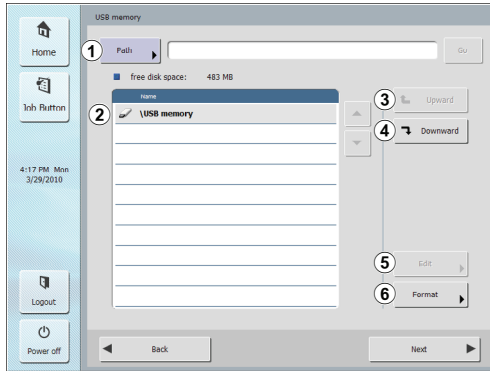 USB memory
Home
1
Path
Go
free disk space: 483 MB
Job Button
Name
2
\USB memory
3
Upward
4
Downward
4:17 PM Mon
3/29/2010
5
Edit
6
Format
Logout
Power off
Back
Next